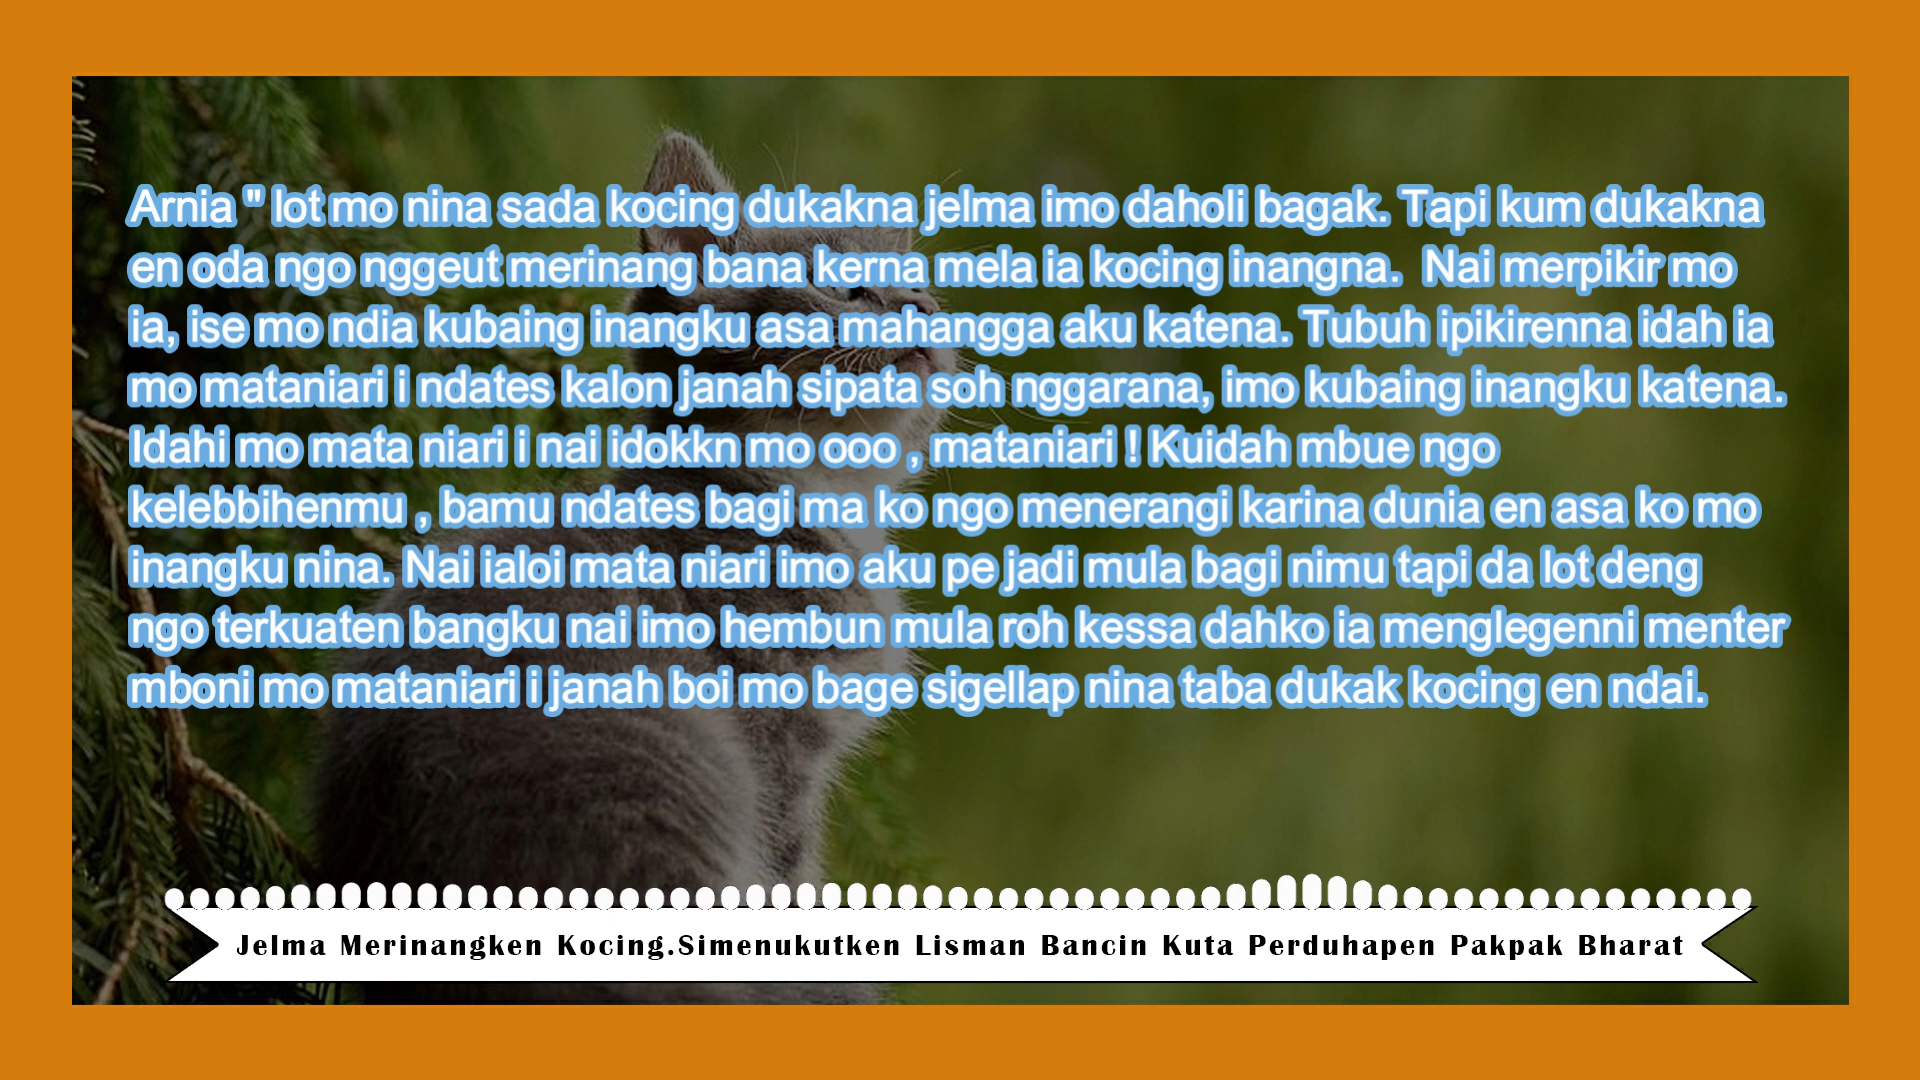 Arnia " lot mo nina sada kocing dukakna jelma imo daholi bagak. Tapi kum dukakna
en oda ngo nggeut merinang bana kerna mela ia kocing inangna. Nai merpikir mo
ia, ise mo ndia kubaing inangku asa mahangga aku katena. Tubuh ipikirenna idah ia
mo mataniari i ndates kalon janah sipata soh nggarana, imo kubaing inangku katena.
Idahi mo mata niari i nai idokkn mo ooo , mataniari ! Kuidah mbue ngo
kelebbihenmu , bamu ndates bagi ma ko ngo menerangi karina dunia en asa ko mo
inangku nina. Nai ialoi mata niari imo aku pe jadi mula bagi nimu tapi da lot deng
ngo terkuaten bangku nai imo hembun mula roh kessa dahko ia menglegenni menter
mboni mo mataniari i janah boi mo bage sigellap nina taba dukak kocing en ndai.
Jelma Merinangken Kocing.Simenukutken Lisman Bancin Kuta Perduhapen Pakpak Bharat